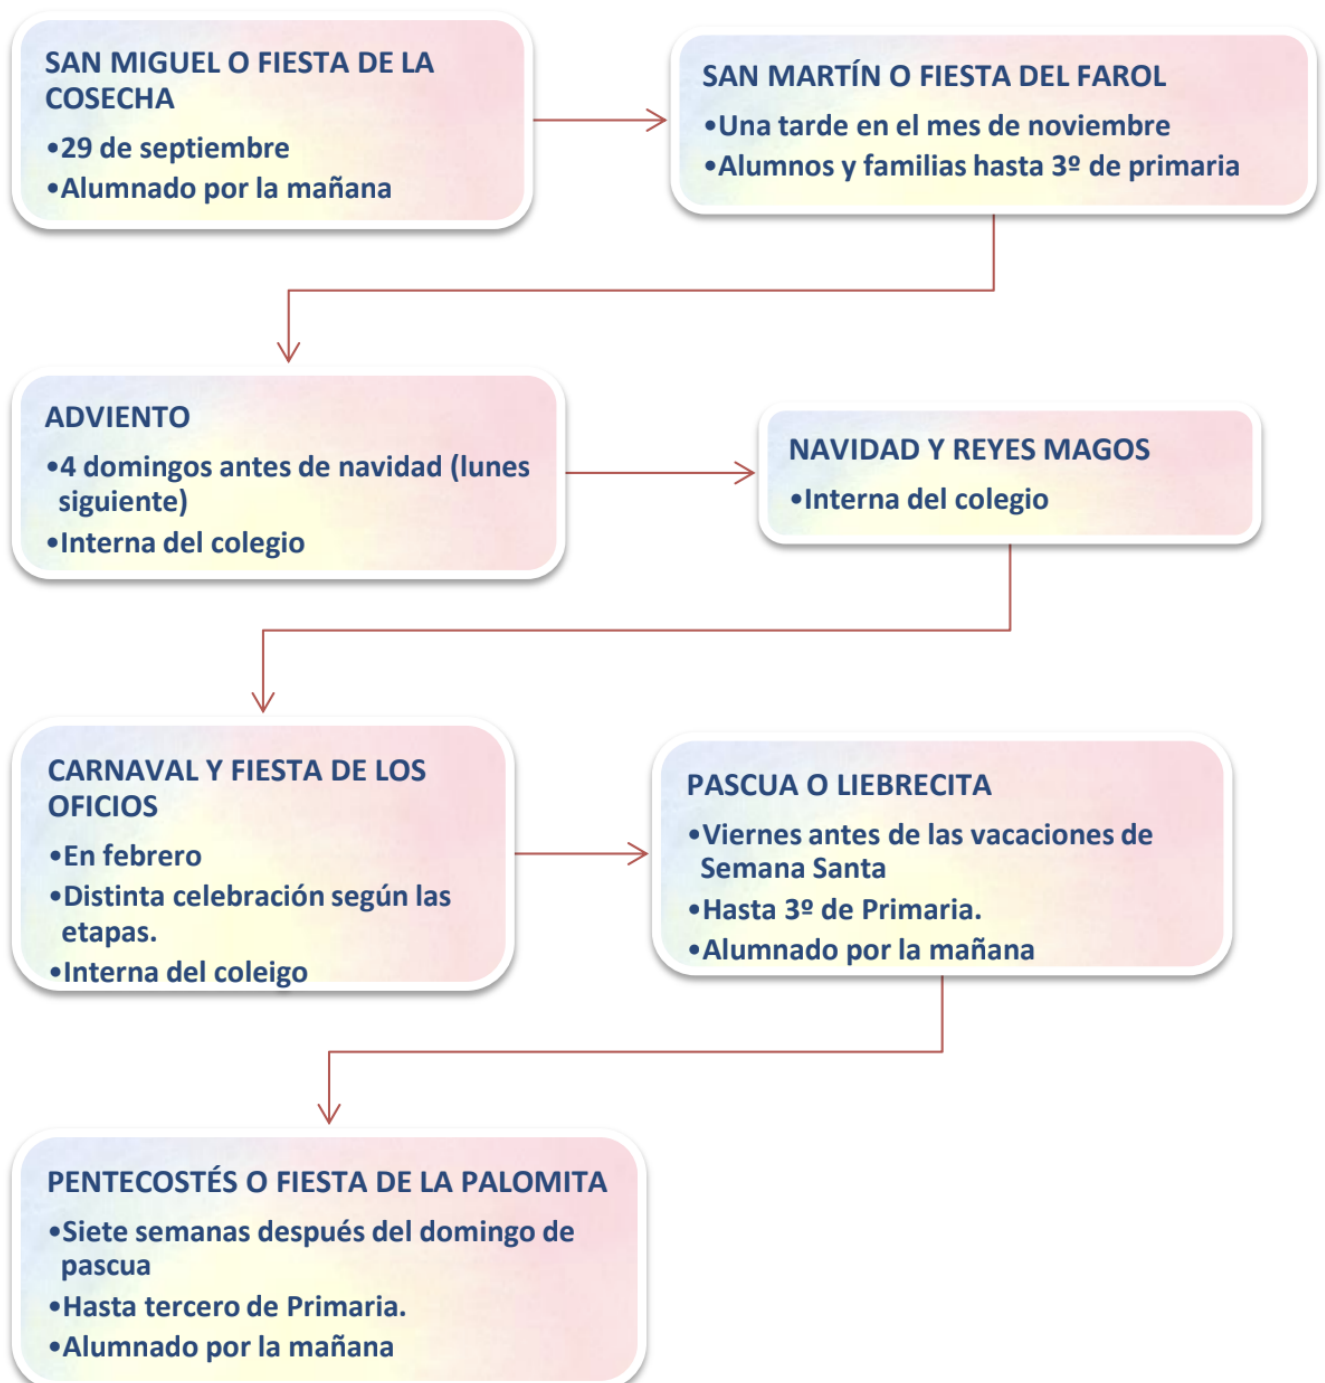 SAN MIGUEL O FIESTA DE LA
COSECHA
•29 de septiembre
•Alumnado por la mañana
SAN MARTÍN O FIESTA DEL FAROL
•Una tarde en el mes de noviembre
•Alumnos y familias hasta 3º de primaria
ADVIENTO
•4 domingos antes de navidad (lunes
siguiente)
•Interna del colegio
NAVIDAD Y REYES MAGOS
•Interna del colegio
CARNAVAL Y FIESTA DE LOS
OFICIOS
•En febrero
•Distinta celebración según las
etapas.
•Interna del coleigo
PASCUA O LIEBRECITA
•Viernes antes de las vacaciones de
Semana Santa
•Hasta 3º de Primaria.
•Alumnado por la mañana
PENTECOSTÉS O FIESTA DE LA PALOMITA
•Siete semanas después del domingo de
pascua
•Hasta tercero de Primaria.
•Alumnado por la mañana